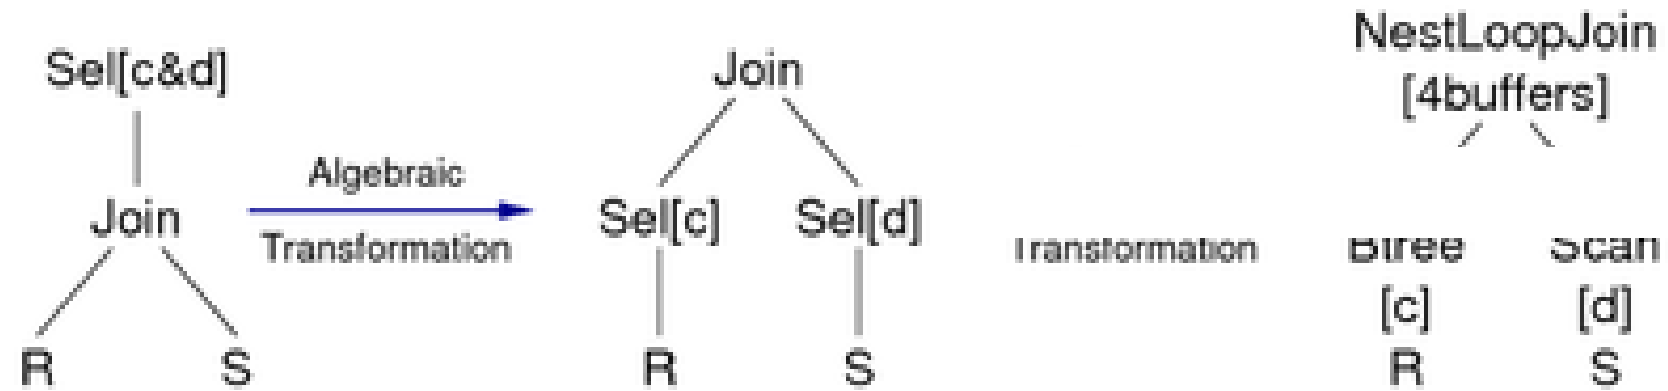 Sel[c&d]
Join
R S
Algebraic
Transformation
Join
Sel[c] Sel[d]
R S
Transformation
NestLoopJoin
[4buffers]
Btree Scan
[c] [d]
R S